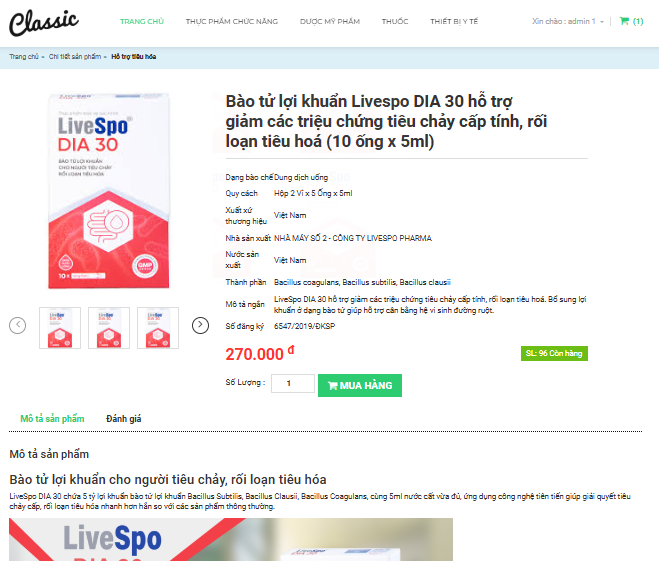 Classic
TRANG CHỦ THỰC PHẨM CHỨC NĂNG DƯỢC MỸ PHẨM THUỐC THIẾT BỊ Y TẾ Xin chào : admin 1 (1)
Trang chủ » Chi tiết sản phẩm » Hỗ trợ tiêu hóa
LiveSpo
DIA 30
BÀO TỬ LỢI KHUẨN
CHO NGƯỜI TIÊU CHẢY
RỐI LOẠN TIÊU HÓA
GMP
Bào tử lợi khuẩn Livespo DIA 30 hỗ trợ
giảm các triệu chứng tiêu chảy cấp tính, rối
loạn tiêu hoá (10 ống x 5ml)
Dạng bào chế Dung dịch uống
Quy cách Hộp 2 Vỉ x 5 Ống x 5ml
Xuất xứ
thương hiệu Việt Nam
Nhà sản xuất NHÀ MÁY SỐ 2 - CÔNG TY LIVESPO PHARMA
Nước sản
xuất Việt Nam
Thành phần Bacillus coagulans, Bacillus subtilis, Bacillus clausii
Mô tả ngắn LiveSpo DIA 30 hỗ trợ giảm các triệu chứng tiêu chảy cấp tính, rối loạn tiêu hoá. Bổ sung lợi
khuẩn ở dạng bào tử giúp hỗ trợ cân bằng hệ vi sinh đường ruột.
Số đăng ký 6547/2019/ĐKSP
270.000 đ
SL: 96 Còn hàng
Số Lượng : 1 MUA HÀNG
Mô tả sản phẩm Đánh giá
Mô tả sản phẩm
Bào tử lợi khuẩn cho người tiêu chảy, rối loạn tiêu hóa
LiveSpo DIA 30 chứa 5 tỷ lợi khuẩn bào tử lợi khuẩn Bacillus Subtilis, Bacillus Clausii, Bacillus Coagulans, cùng 5ml nước cất vừa đủ, ứng dụng công nghệ tiên tiến giúp giải quyết tiêu
chảy cấp, rối loạn tiêu hóa nhanh hơn hẳn so với các sản phẩm thông thường.
LiveSpo
DIA 30